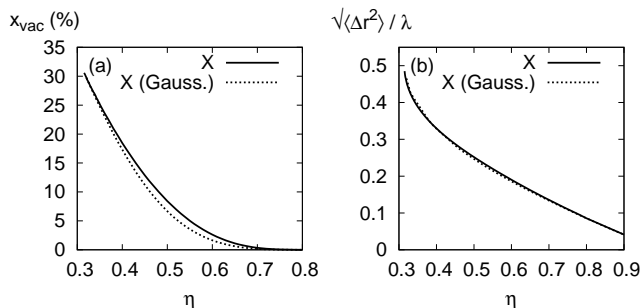 x_vac (%)
(a)
X
X (Gauss.)
35
30
25
20
15
10
5
0
0.3 0.4 0.5 0.6 0.7 0.8
η
√⟨Δr²⟩ / λ
(b)
X
X (Gauss.)
0.5
0.4
0.3
0.2
0.1
0
0.3 0.4 0.5 0.6 0.7 0.8 0.9
η